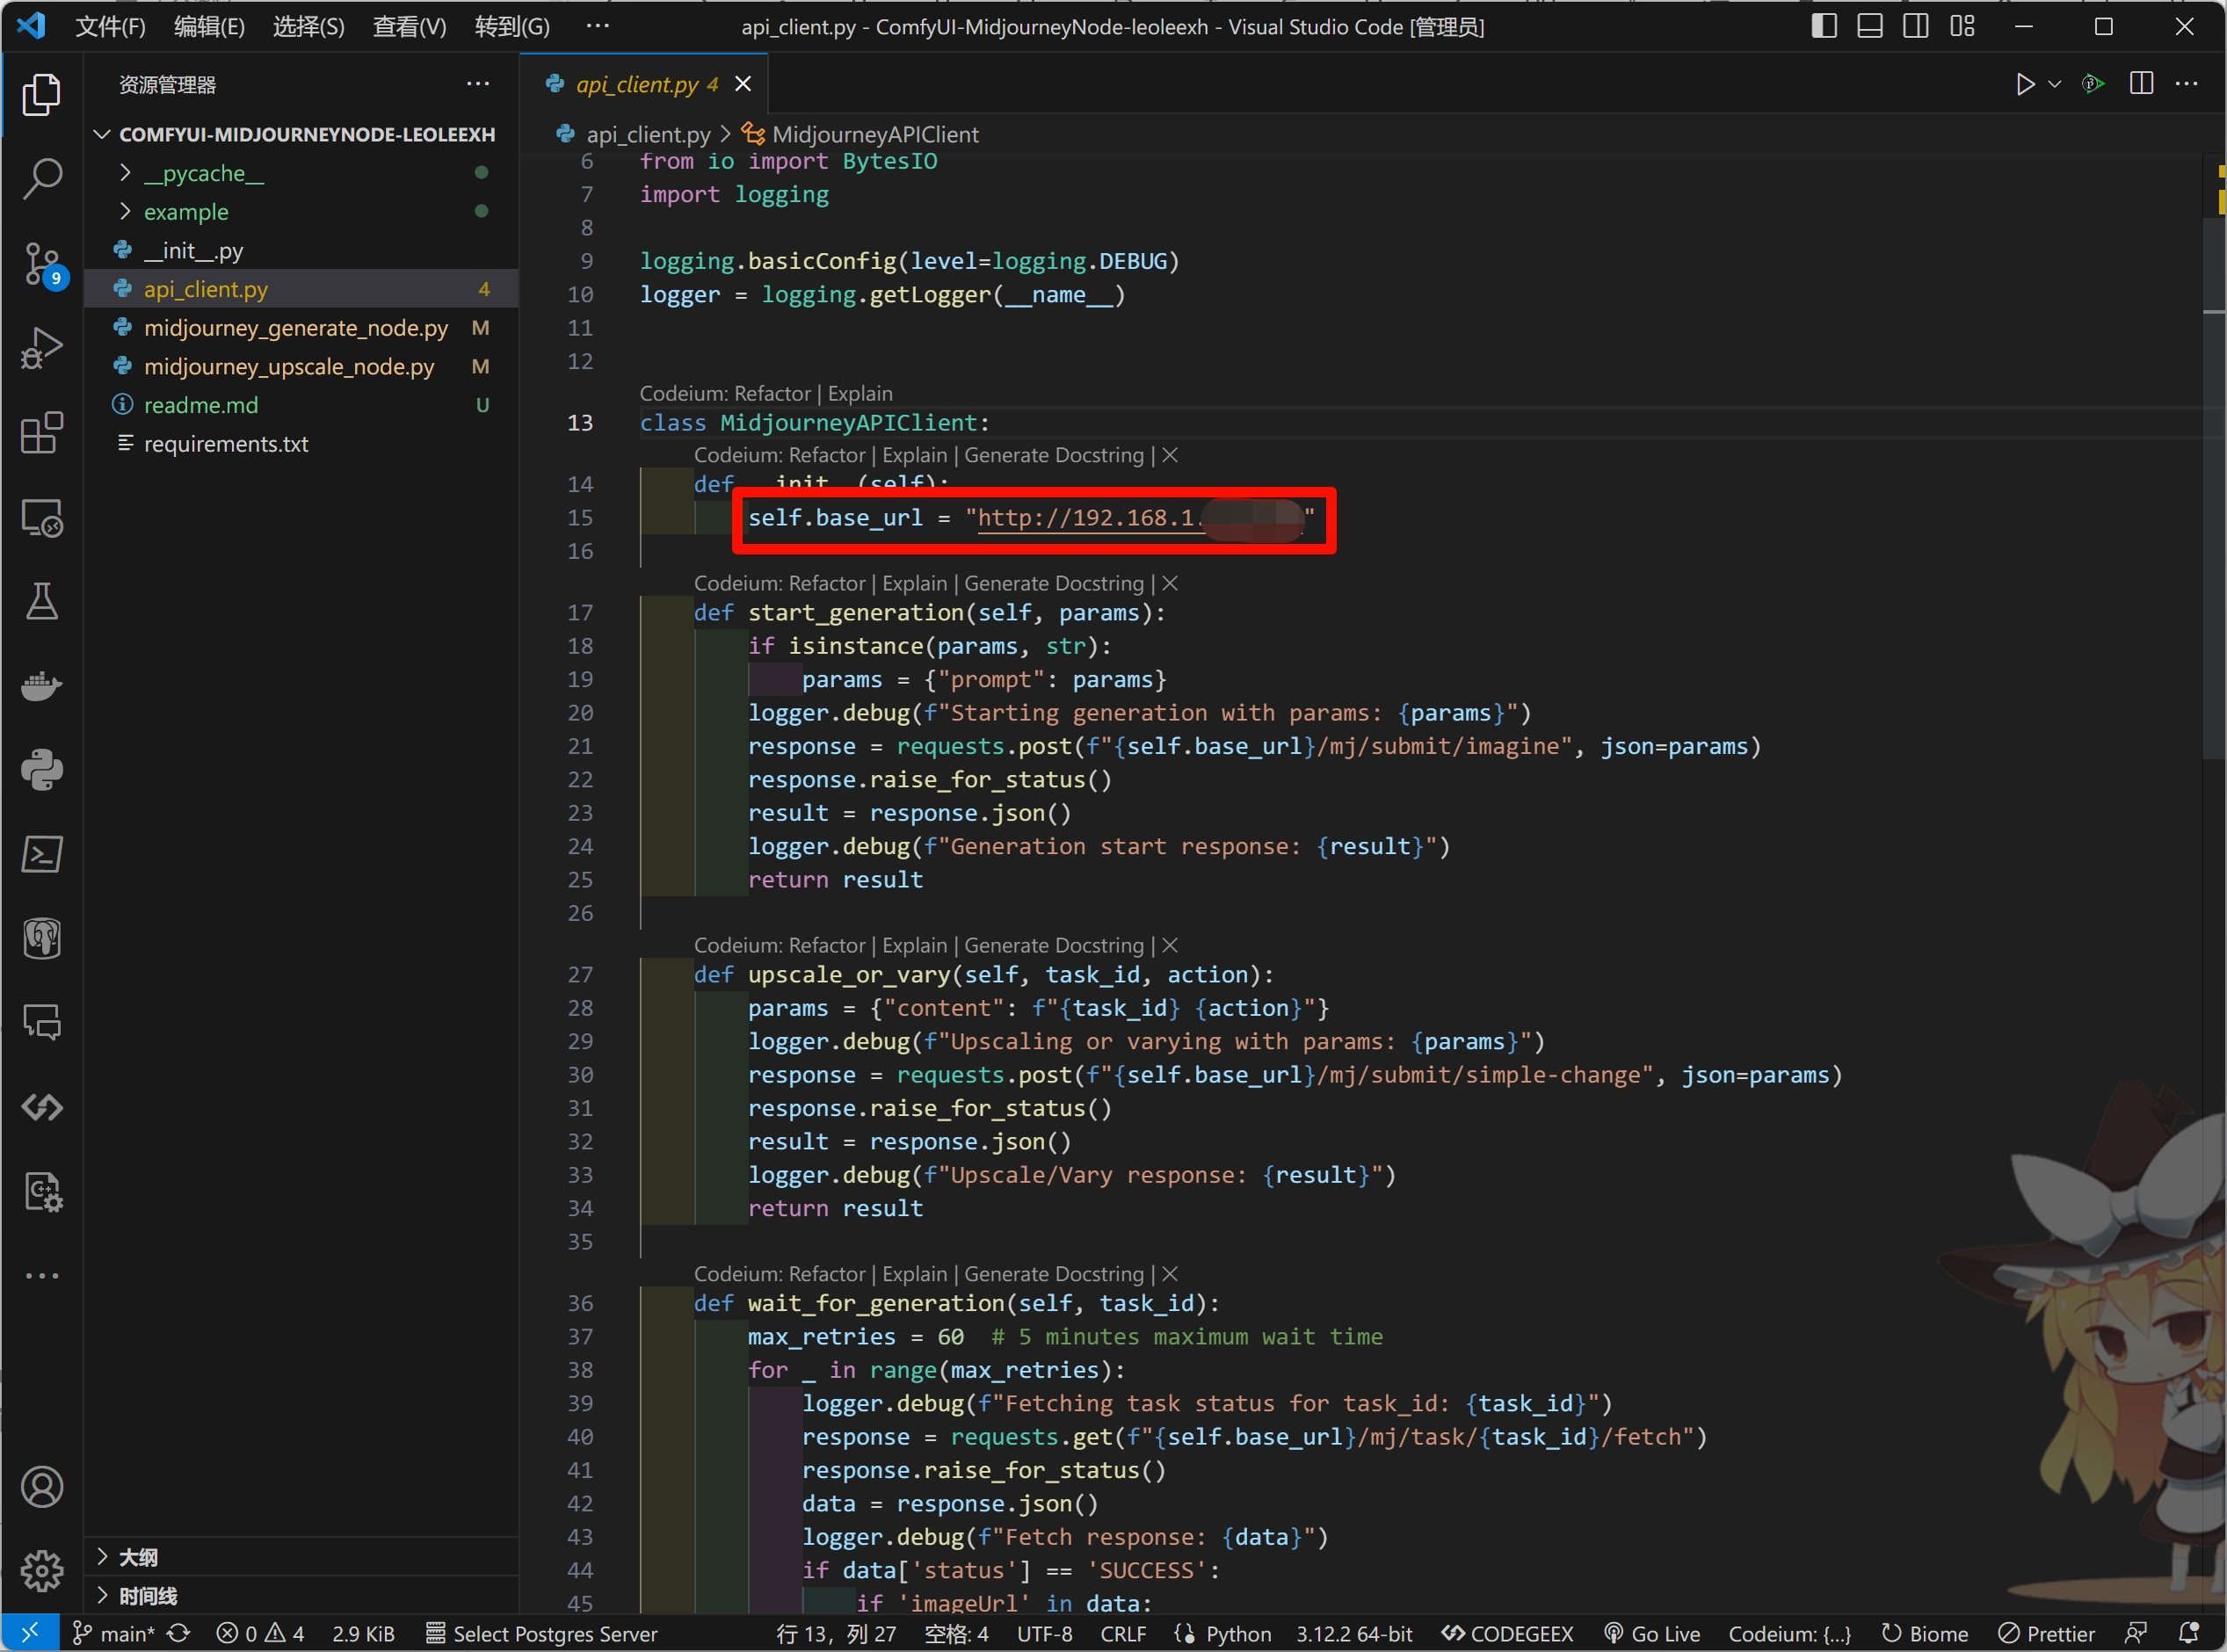 文件(F) 编辑(E) 选择(S) 查看(V) 转到(G) ··· api_client.py - ComfyUI-MidjourneyNode-leoleexh - Visual Studio Code [管理员]
资源管理器 ···
COMFYUI-MIDJOURNEYNODE-LEOLEEXH
__pycache__
example
__init__.py
api_client.py 4
midjourney_generate_node.py M
midjourney_upscale_node.py M
readme.md U
requirements.txt
大纲
时间线
9
api_client.py 4
api_client.py > MidjourneyAPIClient
6 from io import BytesIO
7 import logging
8
9 logging.basicConfig(level=logging.DEBUG)
10 logger = logging.getLogger(__name__)
11
12
Codeium: Refactor | Explain
13 class MidjourneyAPIClient:
Codeium: Refactor | Explain | Generate Docstring | X
14 def __init__(self):
15 self.base_url = "http://192.168.1."
16
Codeium: Refactor | Explain | Generate Docstring | X
17 def start_generation(self, params):
18 if isinstance(params, str):
19 params = {"prompt": params}
20 logger.debug(f"Starting generation with params: {params}")
21 response = requests.post(f"{self.base_url}/mj/submit/imagine", json=params)
22 response.raise_for_status()
23 result = response.json()
24 logger.debug(f"Generation start response: {result}")
25 return result
26
Codeium: Refactor | Explain | Generate Docstring | X
27 def upscale_or_vary(self, task_id, action):
28 params = {"content": f"{task_id} {action}"}
29 logger.debug(f"Upscaling or varying with params: {params}")
30 response = requests.post(f"{self.base_url}/mj/submit/simple-change", json=params)
31 response.raise_for_status()
32 result = response.json()
33 logger.debug(f"Upscale/Vary response: {result}")
34 return result
35
Codeium: Refactor | Explain | Generate Docstring | X
36 def wait_for_generation(self, task_id):
37 max_retries = 60 # 5 minutes maximum wait time
38 for _ in range(max_retries):
39 logger.debug(f"Fetching task status for task_id: {task_id}")
40 response = requests.get(f"{self.base_url}/mj/task/{task_id}/fetch")
41 response.raise_for_status()
42 data = response.json()
43 logger.debug(f"Fetch response: {data}")
44 if data['status'] == 'SUCCESS':
45 if 'imageUrl' in data:
main* 0 4 2.9 KiB Select Postgres Server 行 13，列 27 空格: 4 UTF-8 CRLF Python 3.12.2 64-bit CODEGEEX Go Live Codeium: {...} Biome Prettier